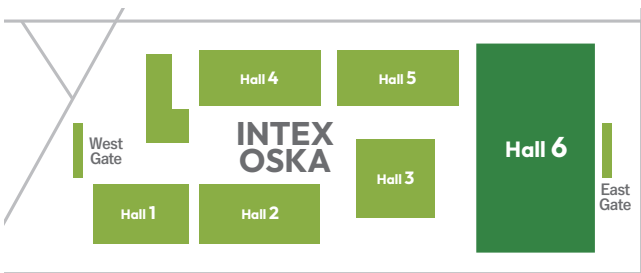 Hall 4
Hall 5
West
Gate
INTEX
OSKA
Hall 6
Hall 3
East
Gate
Hall 1
Hall 2